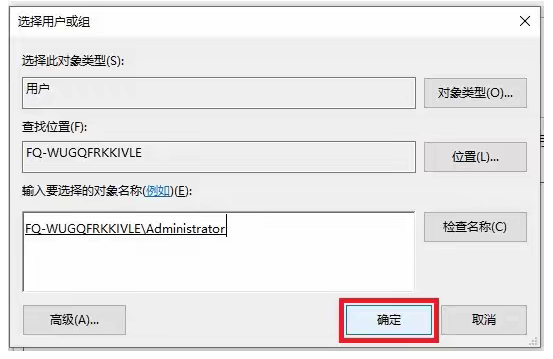 选择用户或组
选择此对象类型(S):
用户
对象类型(O)...
查找位置(F):
FQ-WUGQFRKKIVLE
位置(L)...
输入要选择的对象名称(例如)(E):
FQ-WUGQFRKKIVLE\Administrator
检查名称(C)
高级(A)...
确定
取消